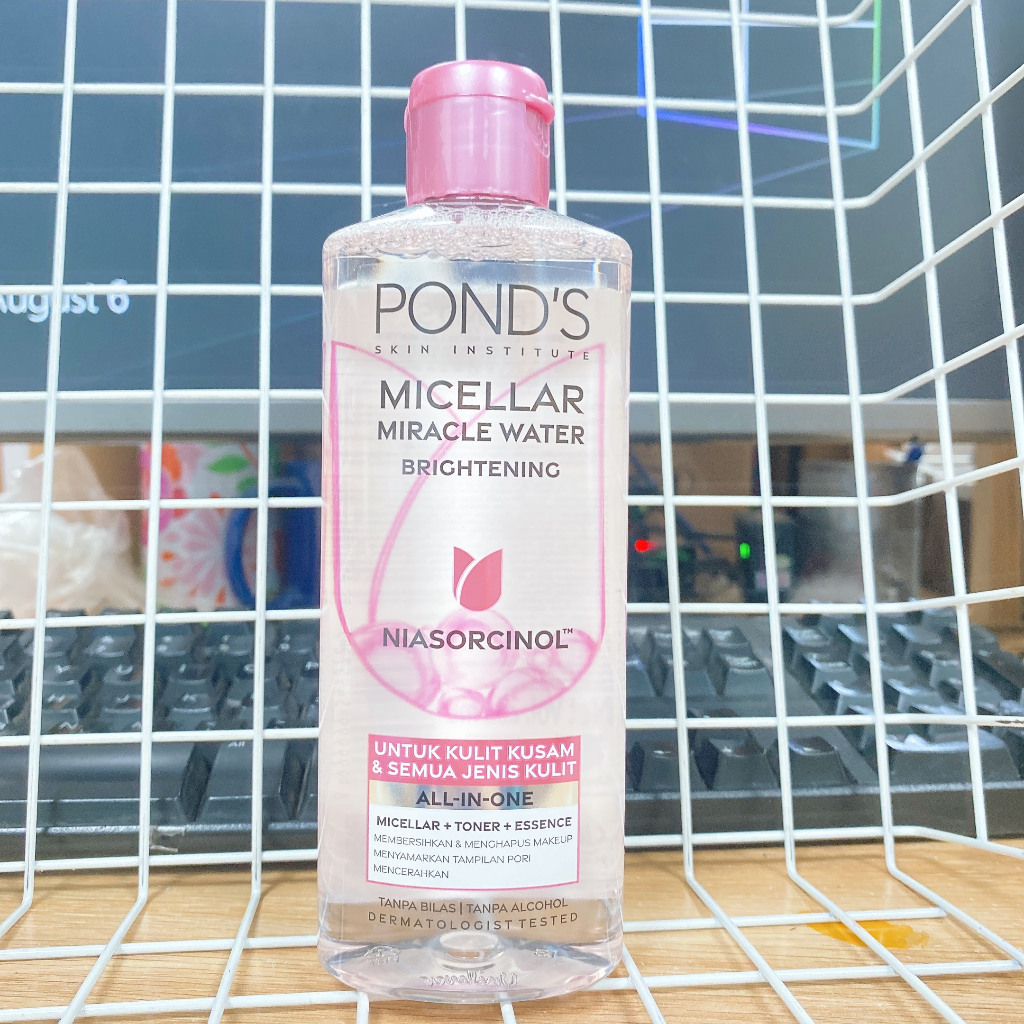 August 6
POND'S
SKIN INSTITUTE
MICELLAR
MIRACLE WATER
BRIGHTENING
NIASORCINOL™
UNTUK KULIT KUSAM
& SEMUA JENIS KULIT
ALL-IN-ONE
MICELLAR + TONER + ESSENCE
MEMBERSIHKAN & MENGHAPUS MAKEUP
MENYAMARKAN TAMPILAN PORI
MENCERAHKAN
TANPA BILAS | TANPA ALCOHOL
DERMATOLOGIST TESTED